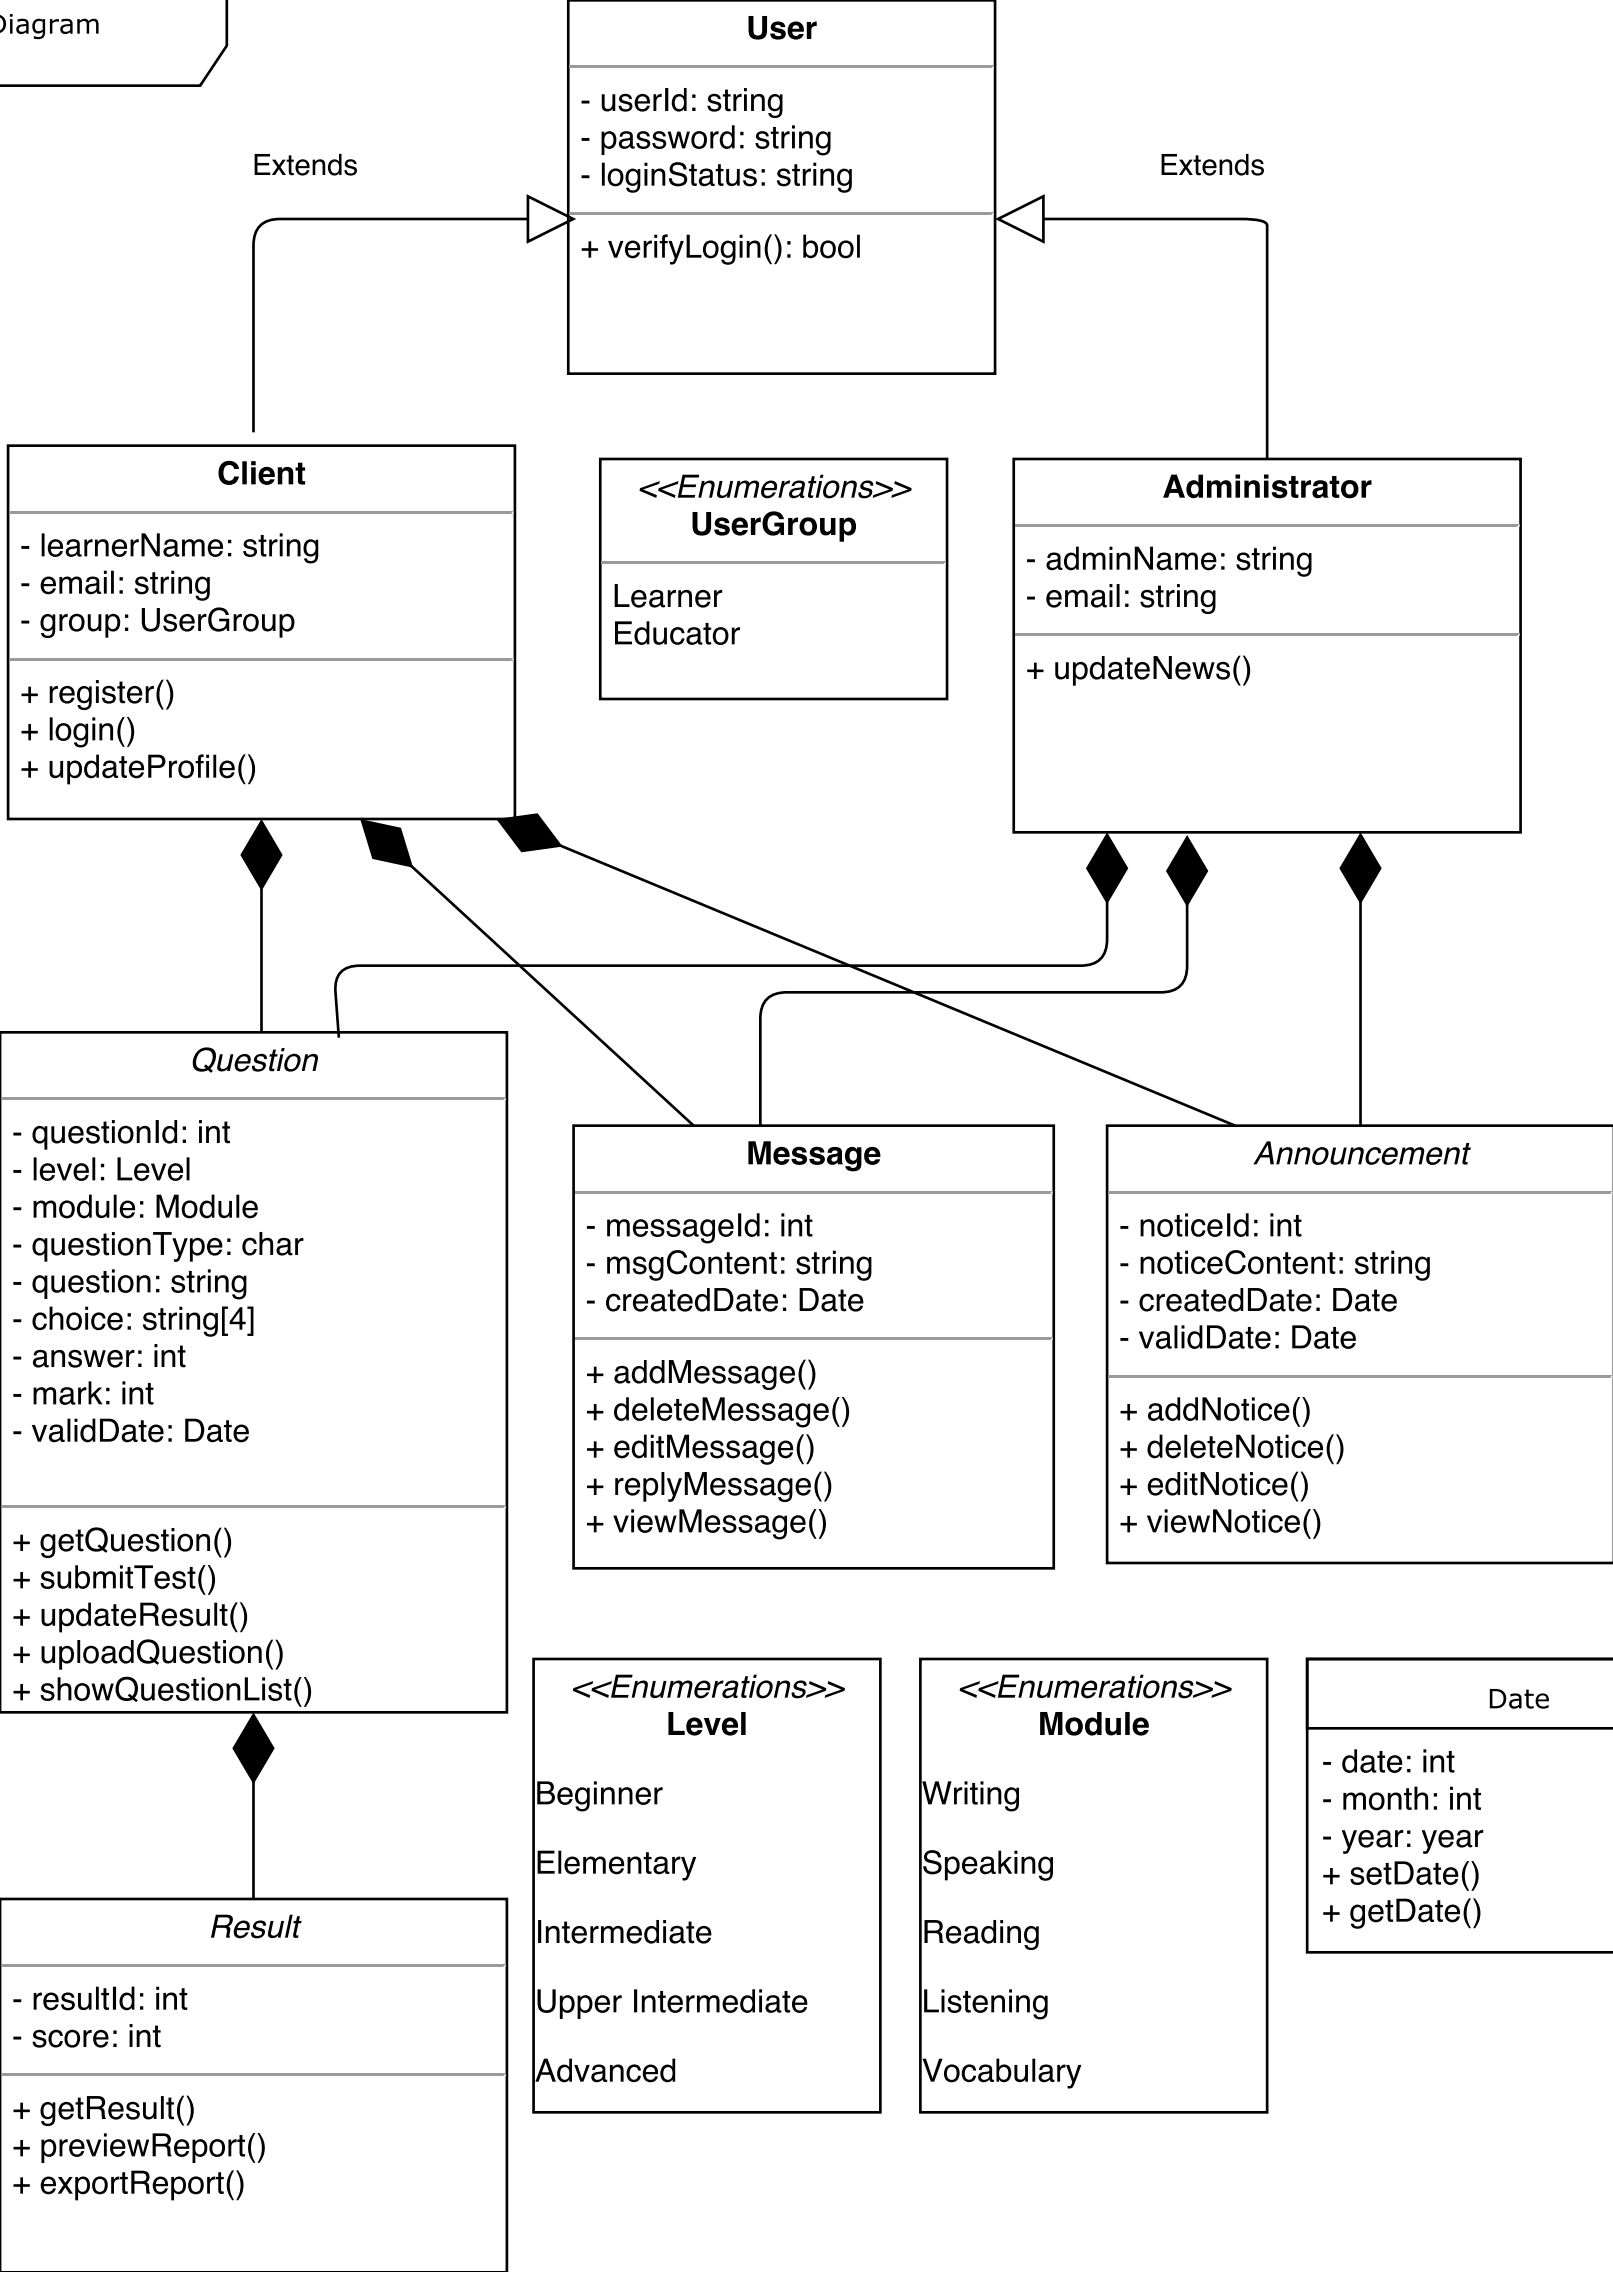 Diagram
User
- userId: string
- password: string
- loginStatus: string
+ verifyLogin(): bool
Extends
Extends
Client
- learnerName: string
- email: string
- group: UserGroup
+ register()
+ login()
+ updateProfile()
<<Enumerations>>
UserGroup
Learner
Educator
Administrator
- adminName: string
- email: string
+ updateNews()
Question
- questionId: int
- level: Level
- module: Module
- questionType: char
- question: string
- choice: string[4]
- answer: int
- mark: int
- validDate: Date
+ getQuestion()
+ submitTest()
+ updateResult()
+ uploadQuestion()
+ showQuestionList()
Message
- messageId: int
- msgContent: string
- createdDate: Date
+ addMessage()
+ deleteMessage()
+ editMessage()
+ replyMessage()
+ viewMessage()
Announcement
- noticeId: int
- noticeContent: string
- createdDate: Date
- validDate: Date
+ addNotice()
+ deleteNotice()
+ editNotice()
+ viewNotice()
<<Enumerations>>
Level
Beginner
Elementary
Intermediate
Upper Intermediate
Advanced
<<Enumerations>>
Module
Writing
Speaking
Reading
Listening
Vocabulary
Date
- date: int
- month: int
- year: year
+ setDate()
+ getDate()
Result
- resultId: int
- score: int
+ getResult()
+ previewReport()
+ exportReport()